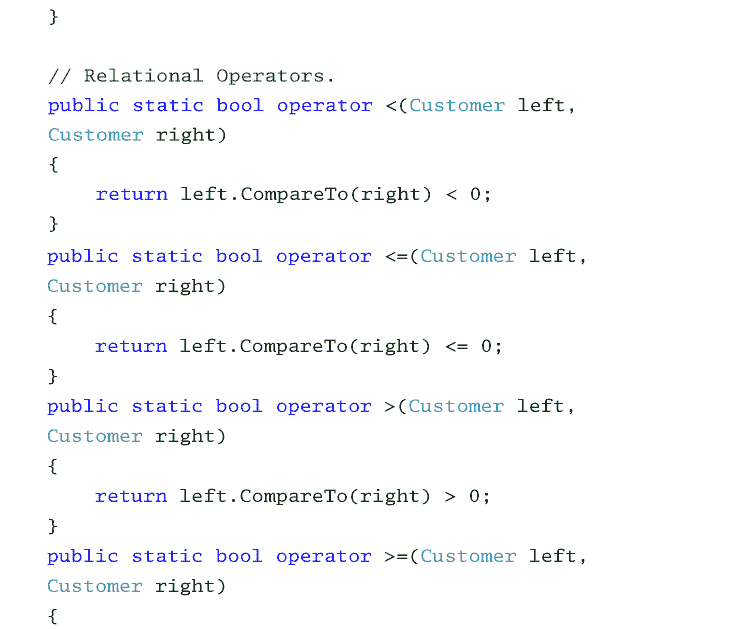 }
// Relational Operators.
public static bool operator <(Customer left,
Customer right)
{
    return left.CompareTo(right) < 0;
}
public static bool operator <=(Customer left,
Customer right)
{
    return left.CompareTo(right) <= 0;
}
public static bool operator >(Customer left,
Customer right)
{
    return left.CompareTo(right) > 0;
}
public static bool operator >=(Customer left,
Customer right)
{